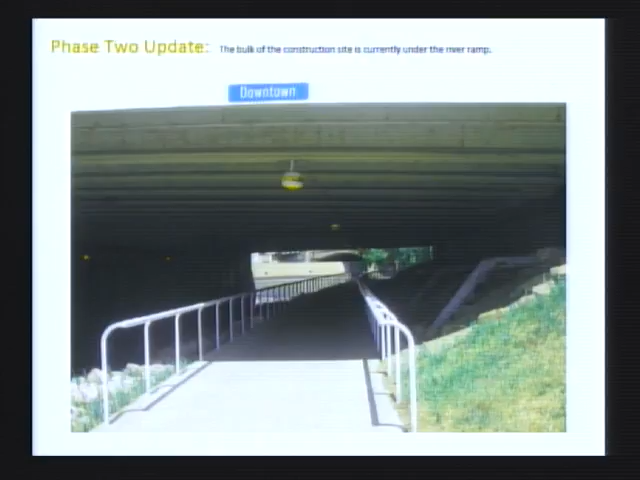 Phase Two Update: The bulk of the construction site is currently under the river ramp.
Downtown